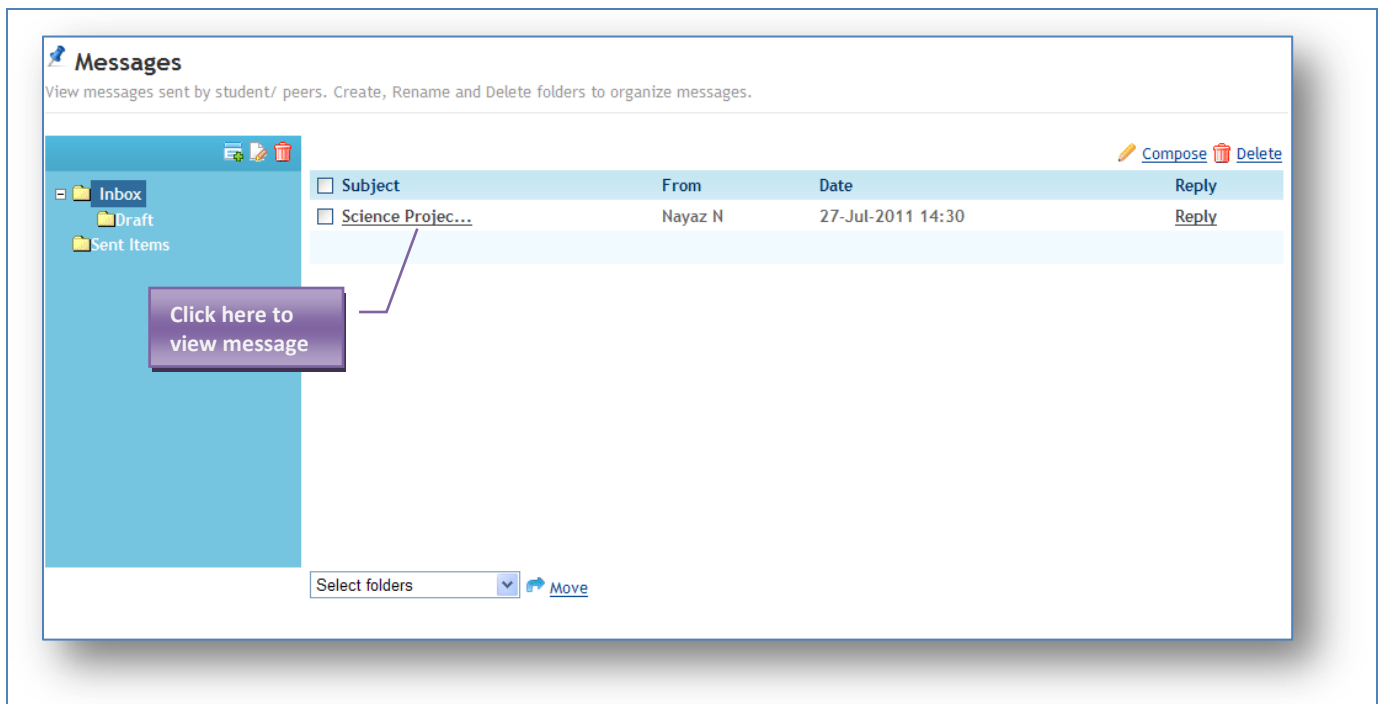 Messages
View messages sent by student/ peers. Create, Rename and Delete folders to organize messages.
Compose Delete
Inbox
Draft
Sent Items
Subject From Date Reply
Science Projec... Nayaz N 27-Jul-2011 14:30 Reply
Click here to
view message
Select folders Move